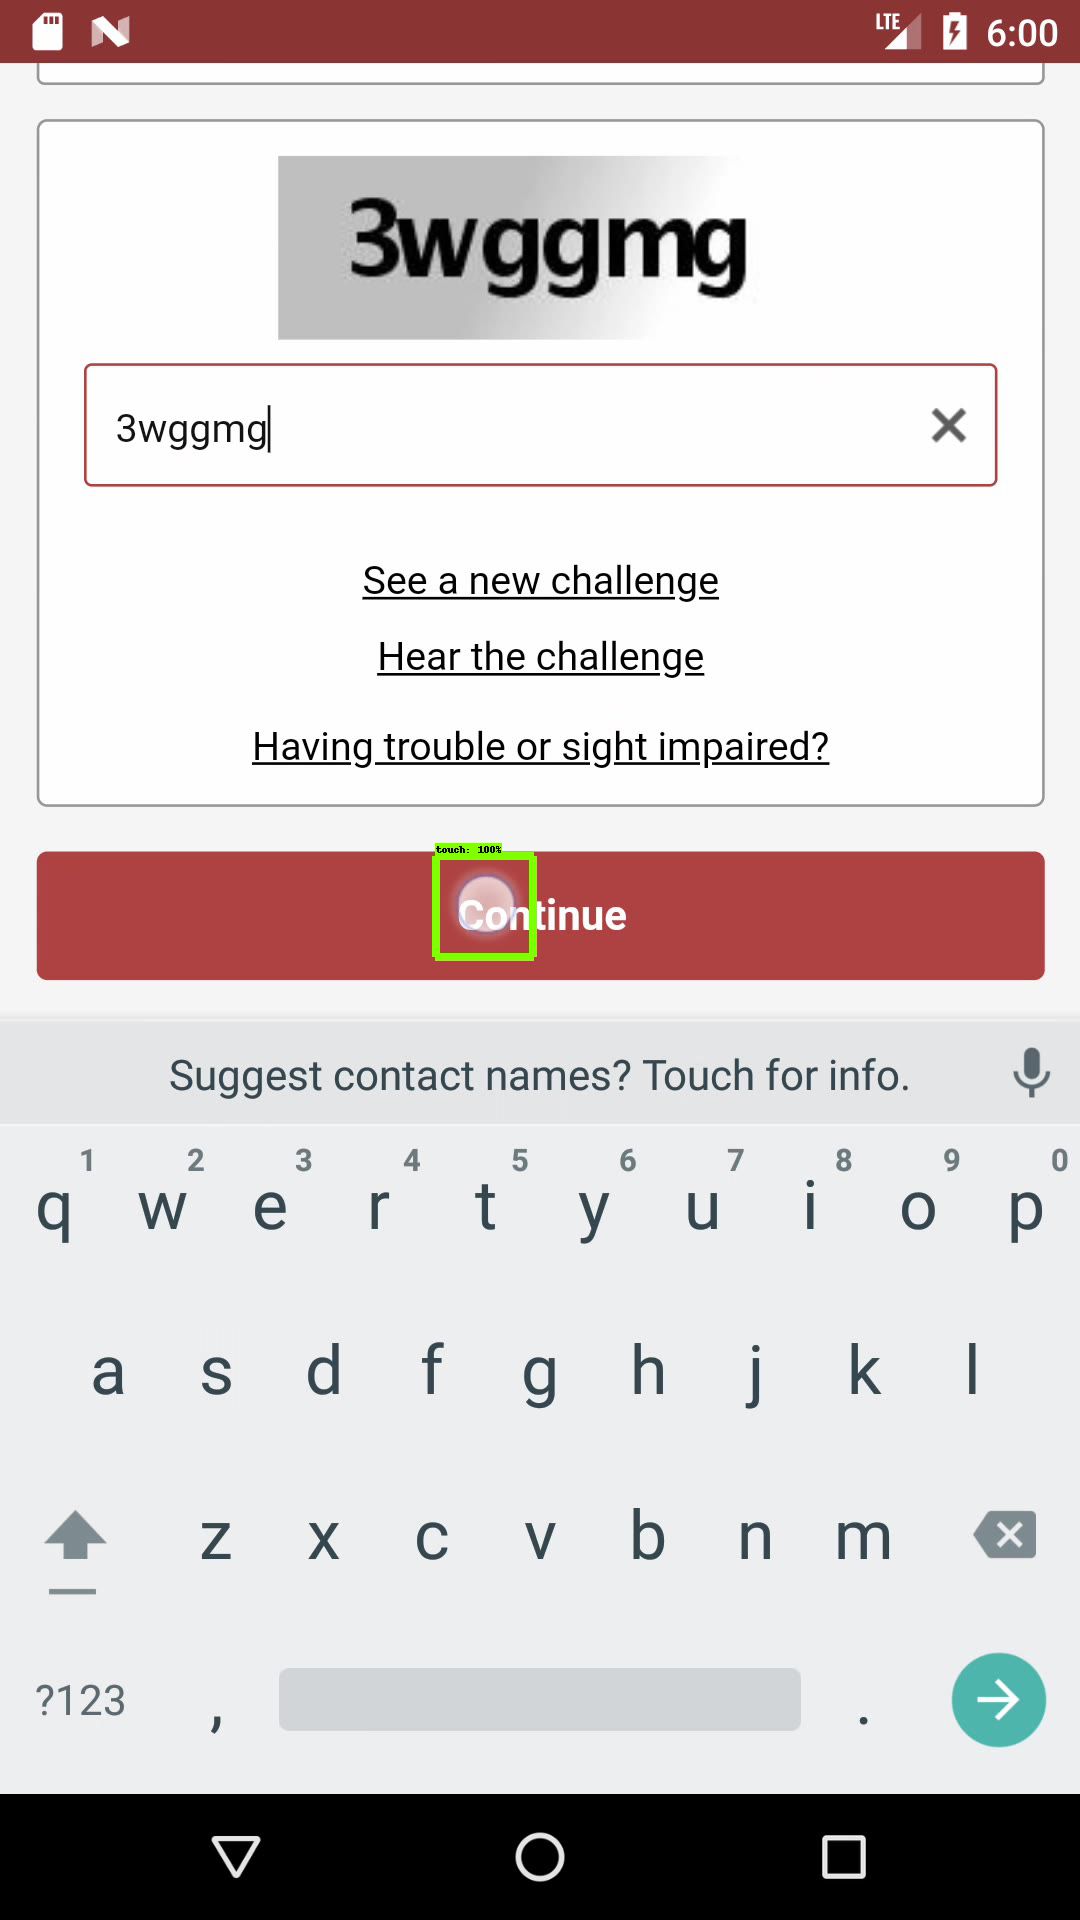 LTE 6:00
3wggmg
3wggmg
See a new challenge
Hear the challenge
Having trouble or sight impaired?
touch: 100%
Continue
Suggest contact names? Touch for info.
1 2 3 4 5 6 7 8 9 0
q w e r t y u i o p
a s d f g h j k l
z x c v b n m
?123 , .